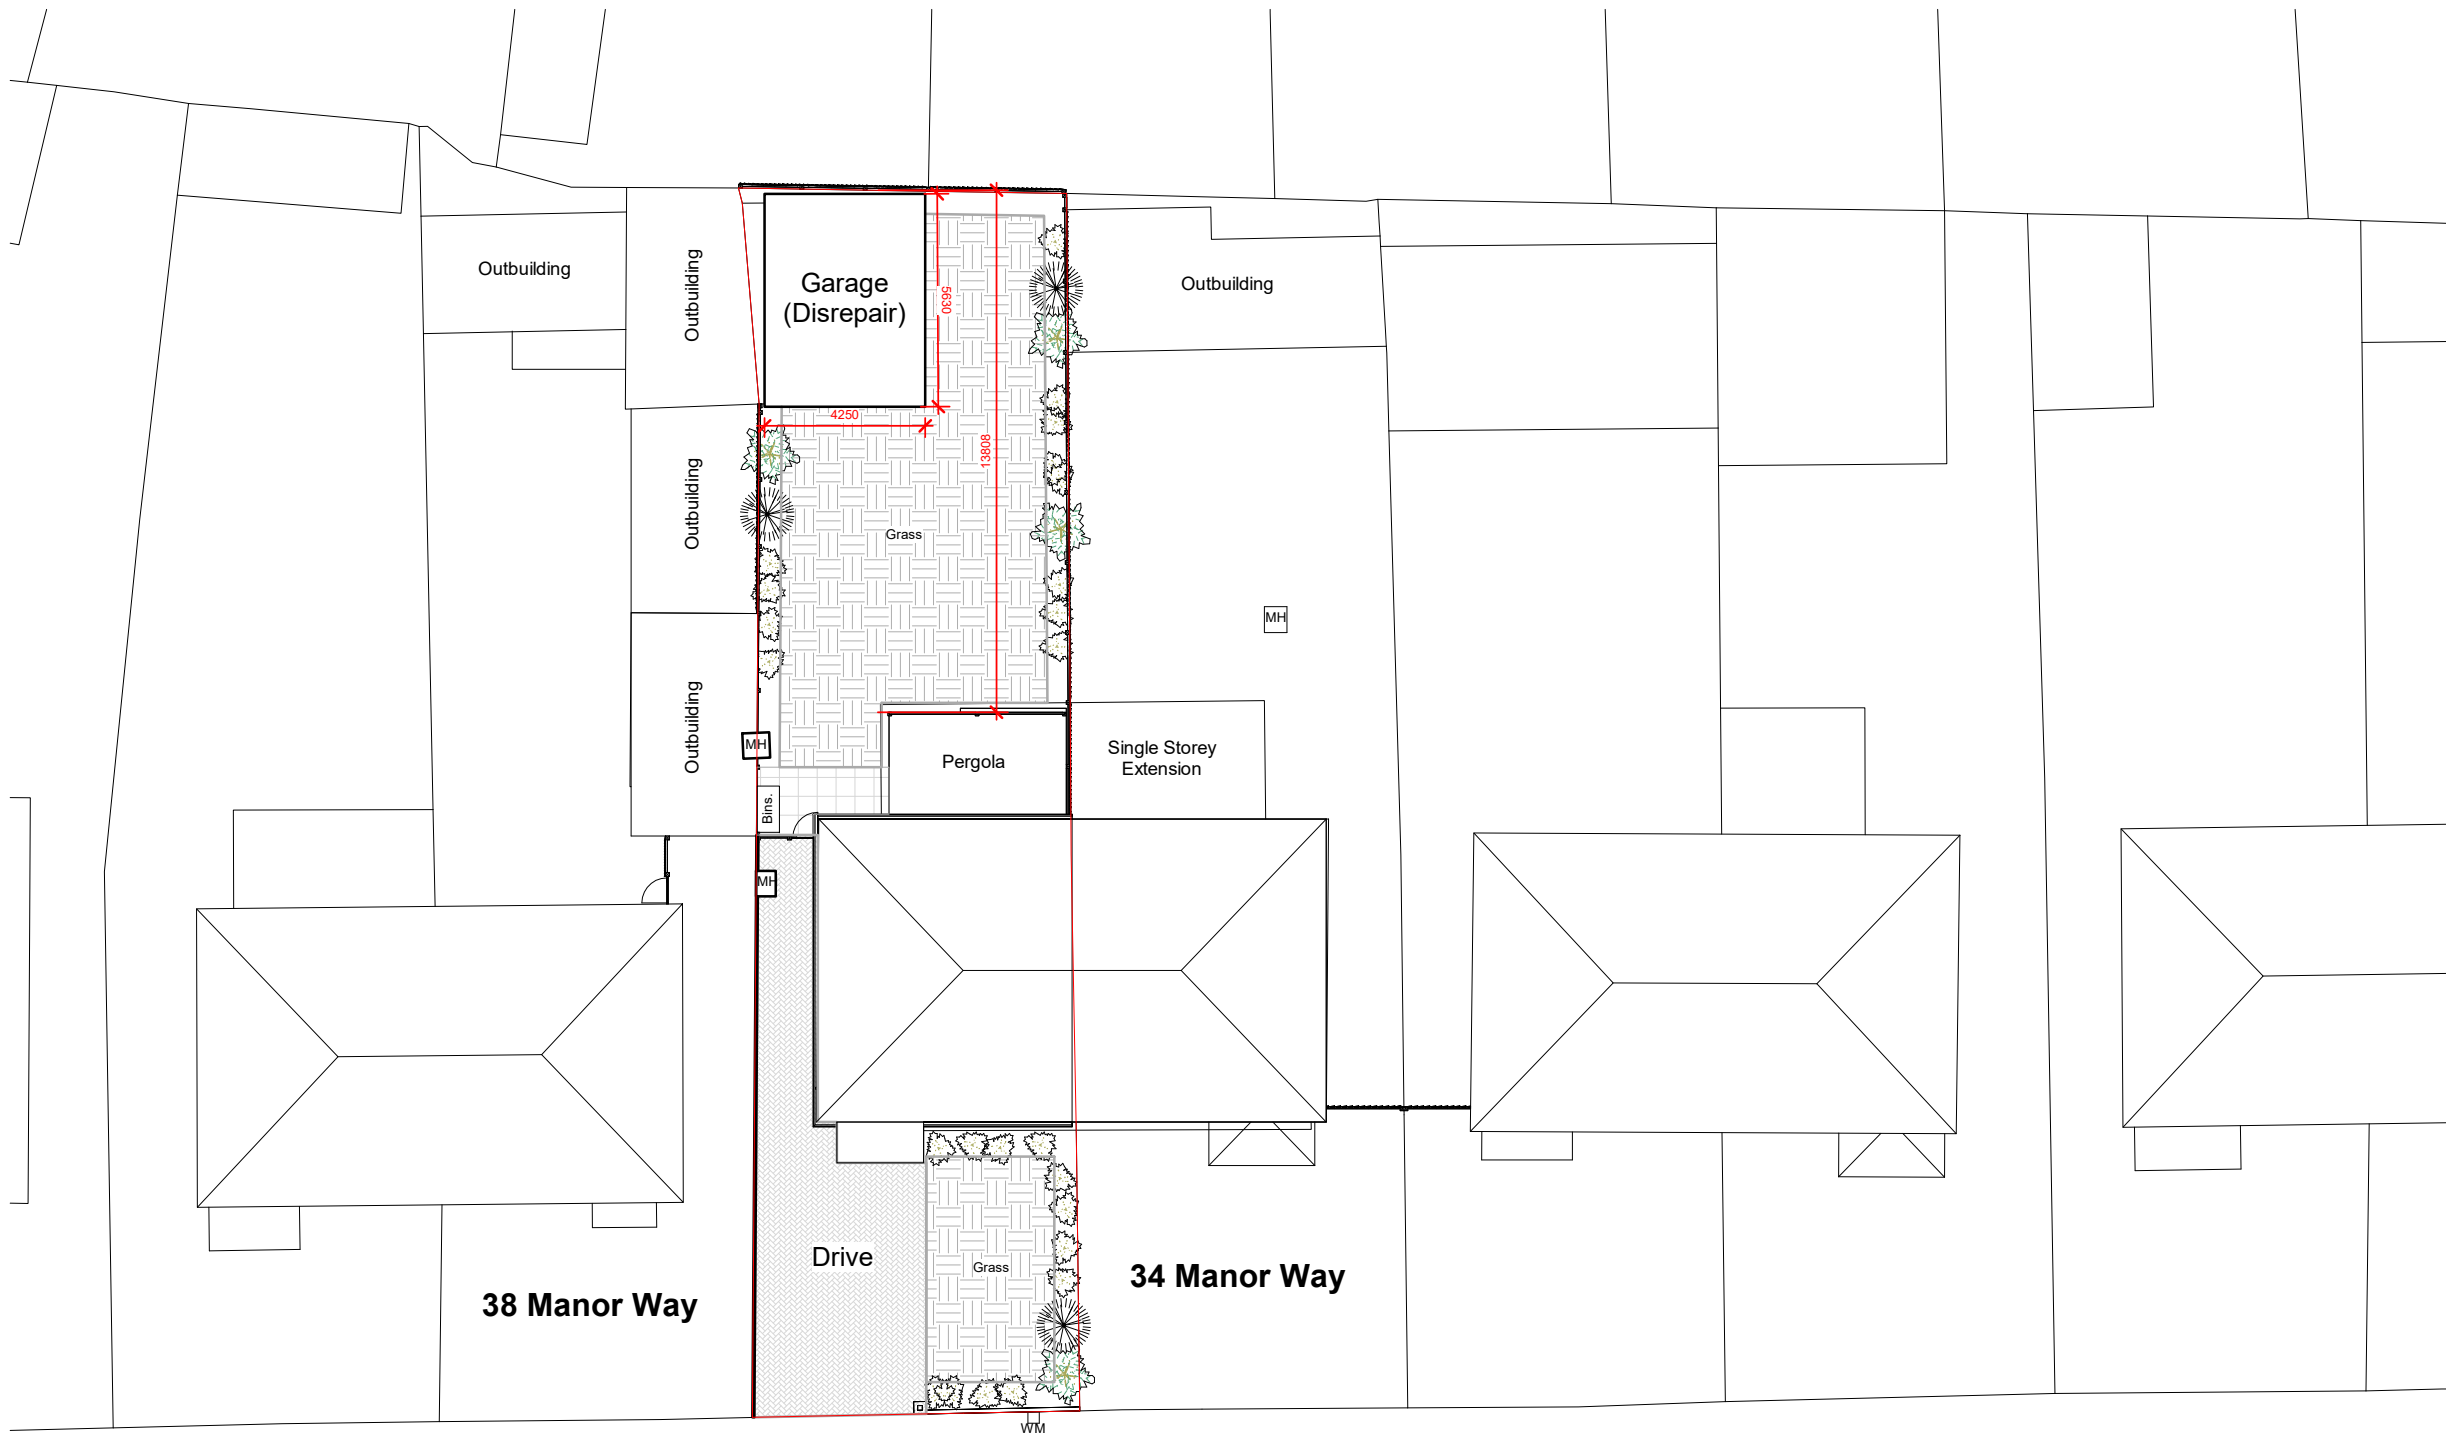 Outbuilding
Outbuilding
Garage
(Disrepair)
5630
Outbuilding
4250
13808
Outbuilding
Grass
MH
Outbuilding
MH
Pergola
Single Storey
Extension
Bins.
MH
Drive
Grass
34 Manor Way
38 Manor Way
WM